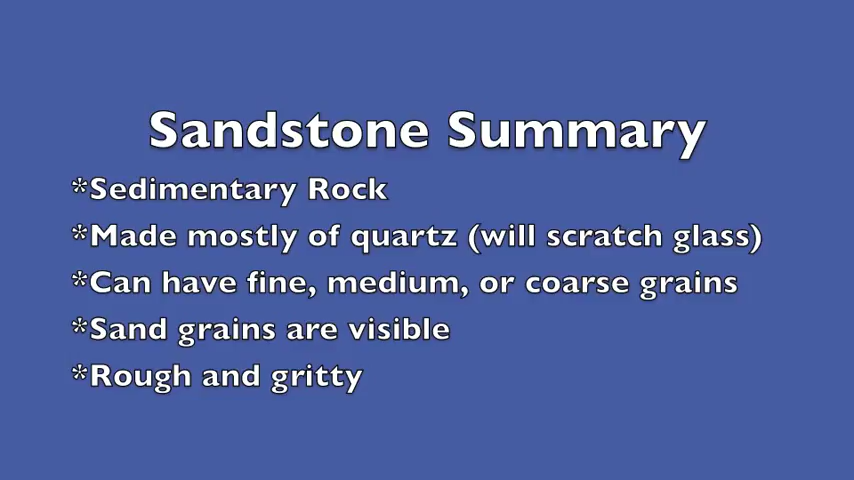 Sandstone Summary
*Sedimentary Rock
*Made mostly of quartz (will scratch glass)
*Can have fine, medium, or coarse grains
*Sand grains are visible
*Rough and gritty